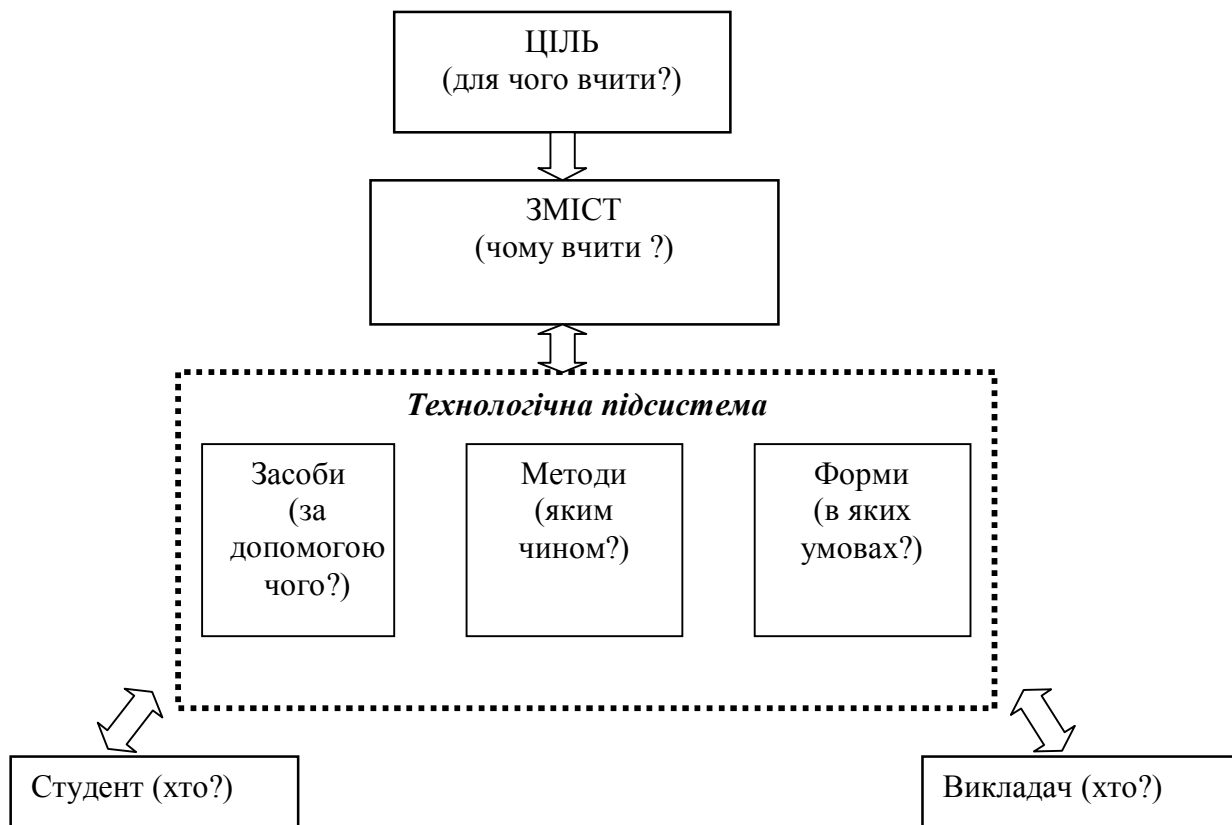 ЦІЛЬ
(для чого вчити?)
ЗМІСТ
(чому вчити ?)
Технологічна підсистема
Засоби
(за
допомогою
чого?)
Методи
(яким
чином?)
Форми
(в яких
умовах?)
Студент (хто?)
Викладач (хто?)